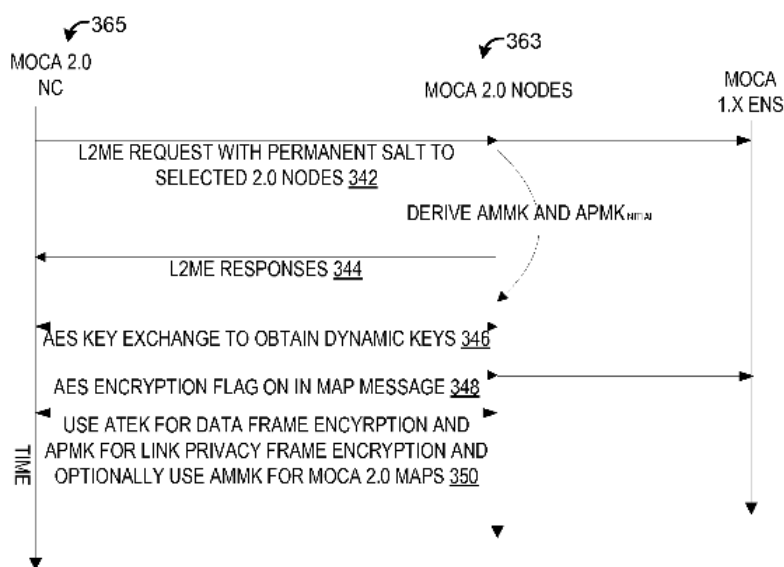 365
363
MOCA 2.0
NC
MOCA 2.0 NODES
MOCA
1.X ENS
L2ME REQUEST WITH PERMANENT SALT TO
SELECTED 2.0 NODES 342
DERIVE AMMK AND APMK INITIAL
L2ME RESPONSES 344
AES KEY EXCHANGE TO OBTAIN DYNAMIC KEYS 346
AES ENCRYPTION FLAG ON IN MAP MESSAGE 348
USE ATEK FOR DATA FRAME ENCYRPTION AND
APMK FOR LINK PRIVACY FRAME ENCRYPTION AND
OPTIONALLY USE AMMK FOR MOCA 2.0 MAPS 350
TIME